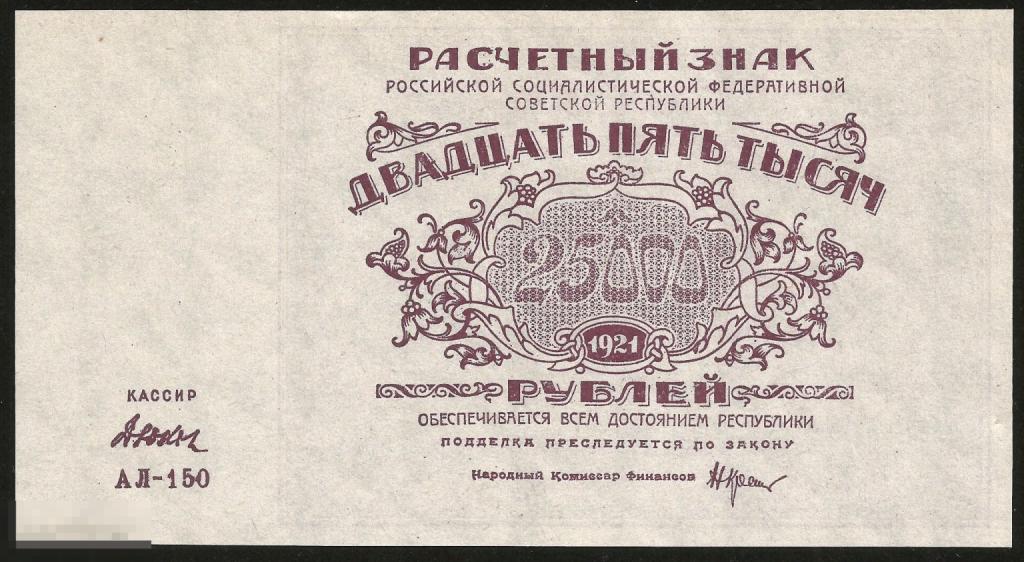 РАСЧЕТНЫЙ ЗНАК
РОССИЙСКОЙ СОЦИАЛИСТИЧЕСКОЙ ФЕДЕРАТИВНОЙ
СОВЕТСКОЙ РЕСПУБЛИКИ
ДВАДЦАТЬ ПЯТЬ ТЫСЯЧ
25000
1921
РУБЛЕЙ
ОБЕСПЕЧИВАЕТСЯ ВСЕМ ДОСТОЯНИЕМ РЕСПУБЛИКИ
ПОДДЕЛКА ПРЕСЛЕДУЕТСЯ ПО ЗАКОНУ
Народный Комиссар Финансов
КАССИР
АЛ-150